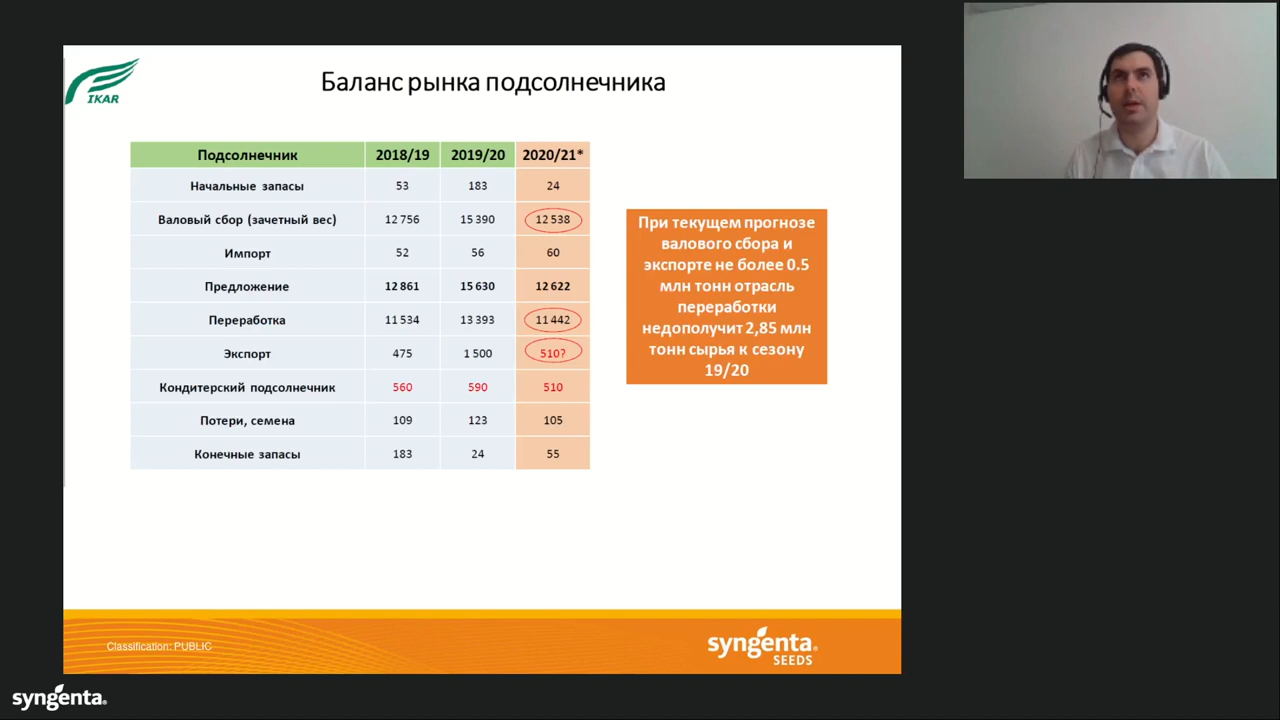 IKAR
Баланс рынка подсолнечника
Подсолнечник 2018/19 2019/20 2020/21*
Начальные запасы 53 183 24
Валовый сбор (зачетный вес) 12 756 15 390 12 538
Импорт 52 56 60
Предложение 12 861 15 630 12 622
Переработка 11 534 13 393 11 442
Экспорт 475 1 500 510?
Кондитерский подсолнечник 560 590 510
Потери, семена 109 123 105
Конечные запасы 183 24 55
При текущем прогнозе
валового сбора и
экспорте не более 0.5
млн тонн отрасль
переработки
недополучит 2,85 млн
тонн сырья к сезону
19/20
Classification: PUBLIC
syngenta.
SEEDS
syngenta.